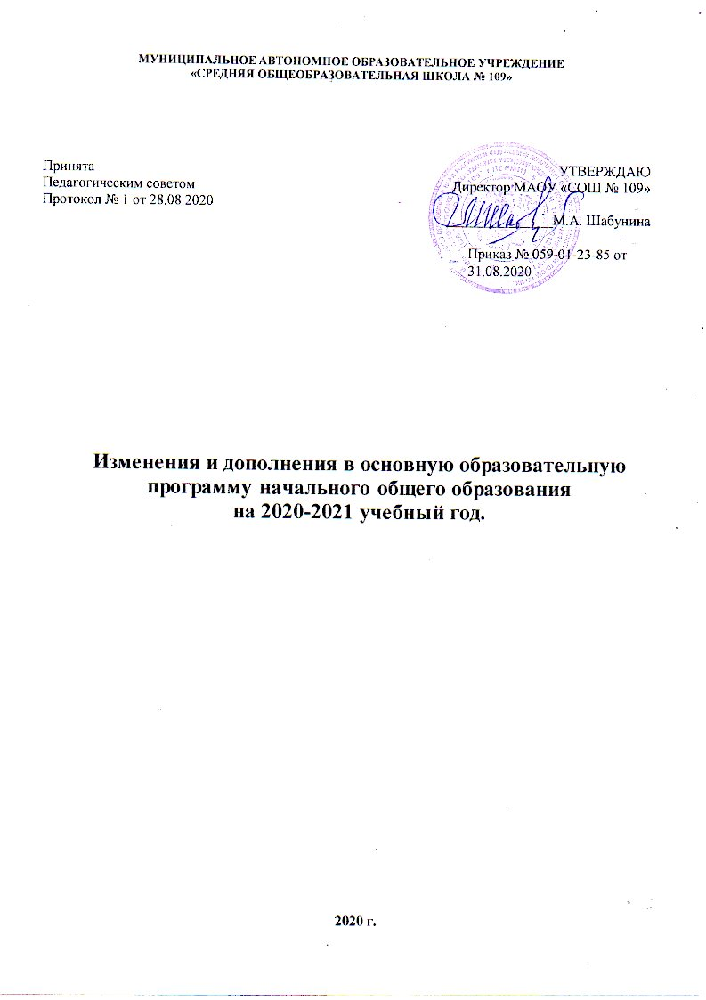 МУНИЦИПАЛЬНОЕ АВТОНОМНОЕ ОБРАЗОВАТЕЛЬНОЕ УЧРЕЖДЕНИЕ
«СРЕДНЯЯ ОБЩЕОБРАЗОВАТЕЛЬНАЯ ШКОЛА № 109»
Принята
Педагогическим советом
Протокол № 1 от 28.08.2020
УТВЕРЖДАЮ
Директор МАОУ «СОШ № 109»
М.А. Шабунина
Приказ № 059-01-23-85 от
31.08.2020
Изменения и дополнения в основную образовательную
программу начального общего образования
на 2020-2021 учебный год.
2020 г.